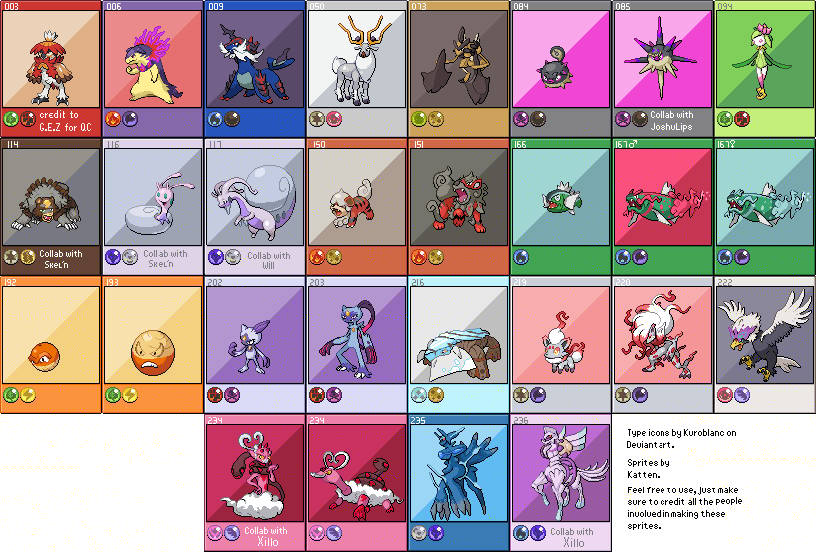 003
006
009
050
073
084
085
094
credit to
G.E.Z for QC
Collab with
JoshuLips
114
116
117
150
151
166
167♂
167♀
Collab with
Skel'n
Collab with
Skel'n
Collab with
Will
192
193
202
203
216
219
220
222
234
234
235
236
Collab with
Xillo
Collab with
Xillo
Type icons by Kuroblanc on
Deviantart.
Sprites by
Katten.
Feel free to use, just make
sure to credit all the people
involvedin making these
sprites.